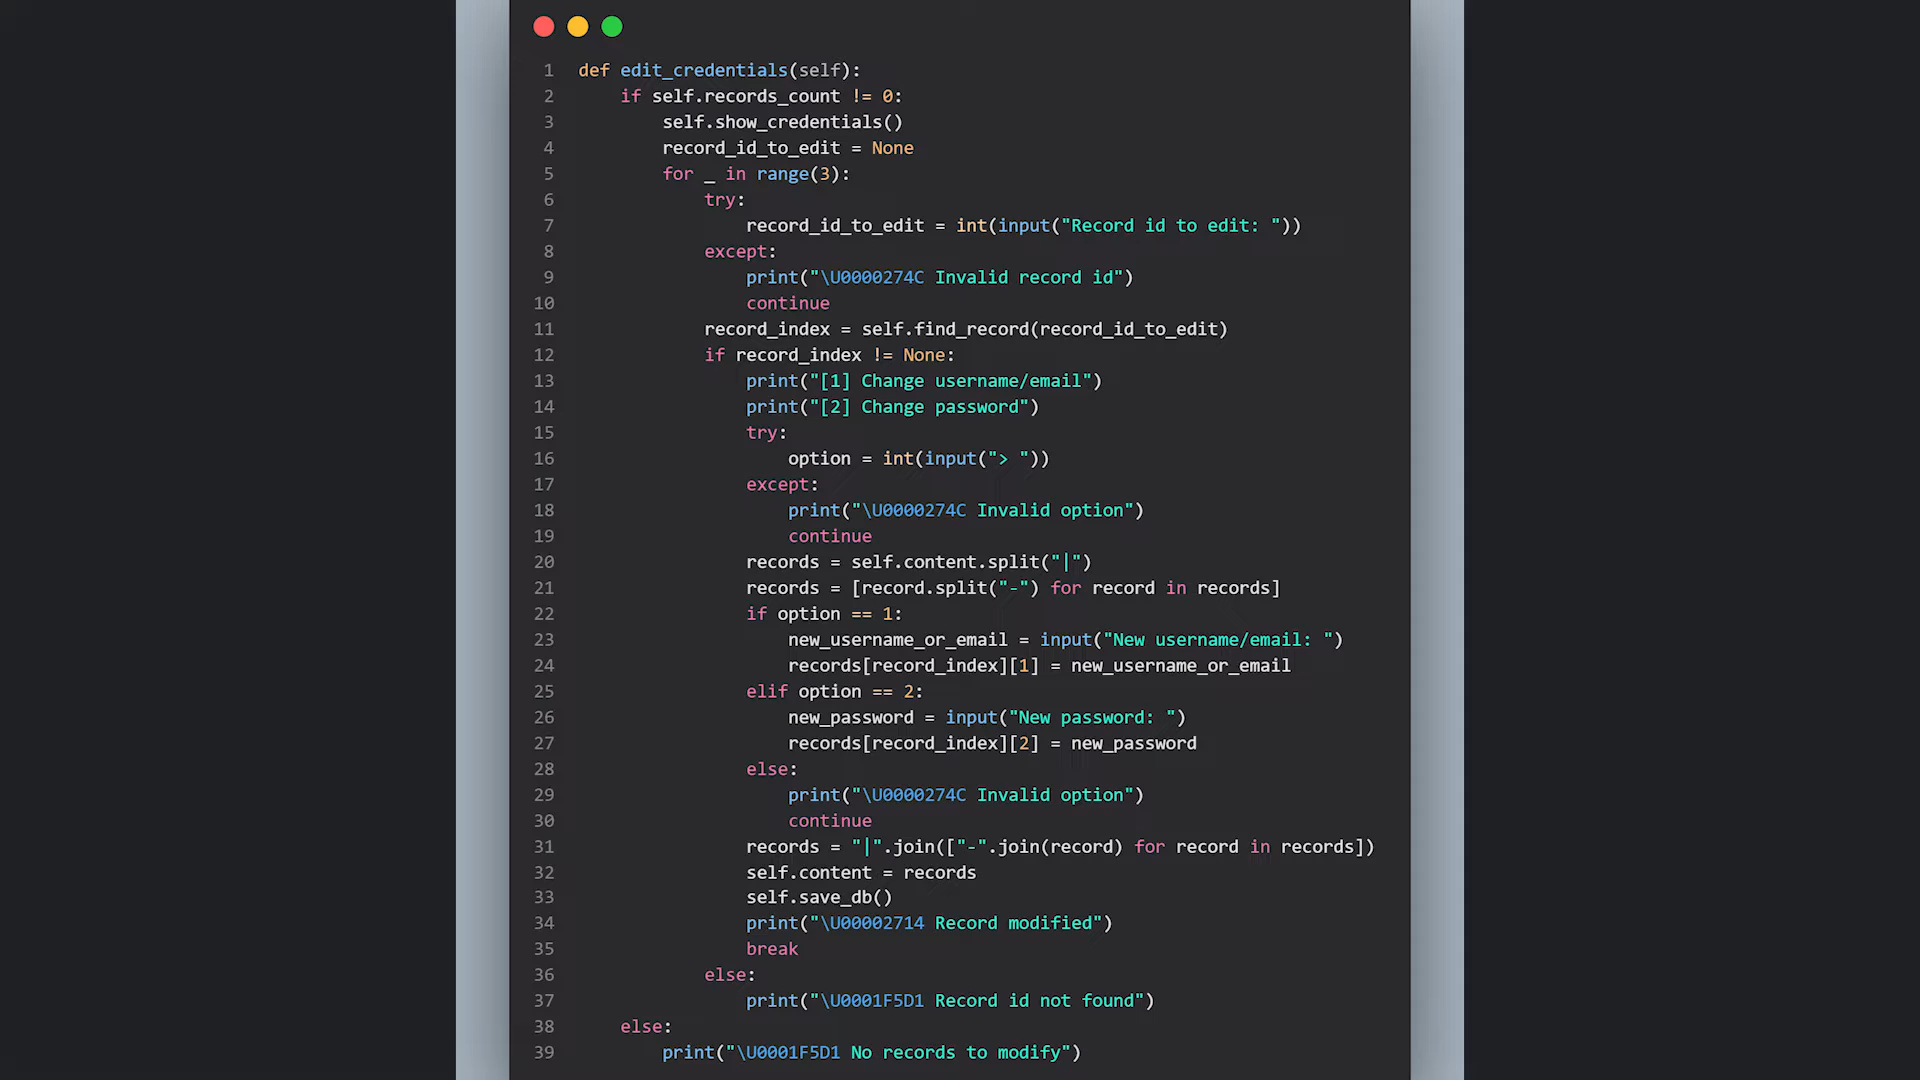 1 def edit_credentials(self):
2     if self.records_count != 0:
3         self.show_credentials()
4         record_id_to_edit = None
5         for _ in range(3):
6             try:
7                 record_id_to_edit = int(input("Record id to edit: "))
8             except:
9                 print("\U0000274C Invalid record id")
10                 continue
11             record_index = self.find_record(record_id_to_edit)
12             if record_index != None:
13                 print("[1] Change username/email")
14                 print("[2] Change password")
15                 try:
16                     option = int(input("> "))
17                 except:
18                     print("\U0000274C Invalid option")
19                     continue
20                 records = self.content.split("|")
21                 records = [record.split("-") for record in records]
22                 if option == 1:
23                     new_username_or_email = input("New username/email: ")
24                     records[record_index][1] = new_username_or_email
25                 elif option == 2:
26                     new_password = input("New password: ")
27                     records[record_index][2] = new_password
28                 else:
29                     print("\U0000274C Invalid option")
30                     continue
31                 records = "|".join(["-".join(record) for record in records])
32                 self.content = records
33                 self.save_db()
34                 print("\U00002714 Record modified")
35                 break
36             else:
37                 print("\U0001F5D1 Record id not found")
38     else:
39         print("\U0001F5D1 No records to modify")